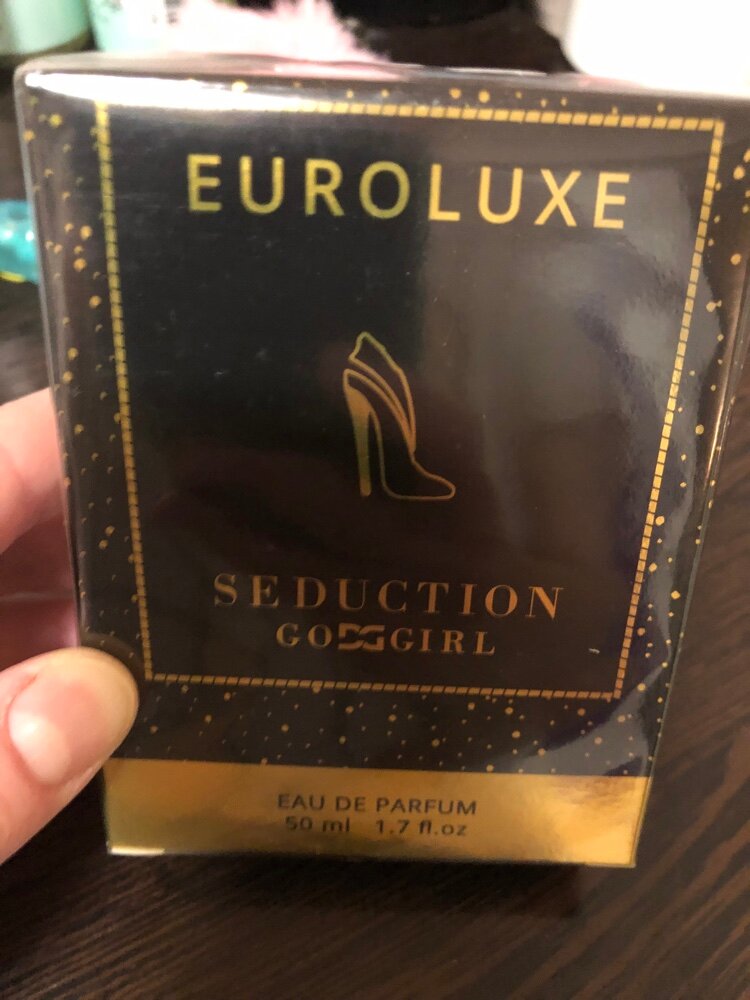 EUROLUXE
SEDUCTION
GO GIRL
EAU DE PARFUM
50 ml 1.7 fl.oz